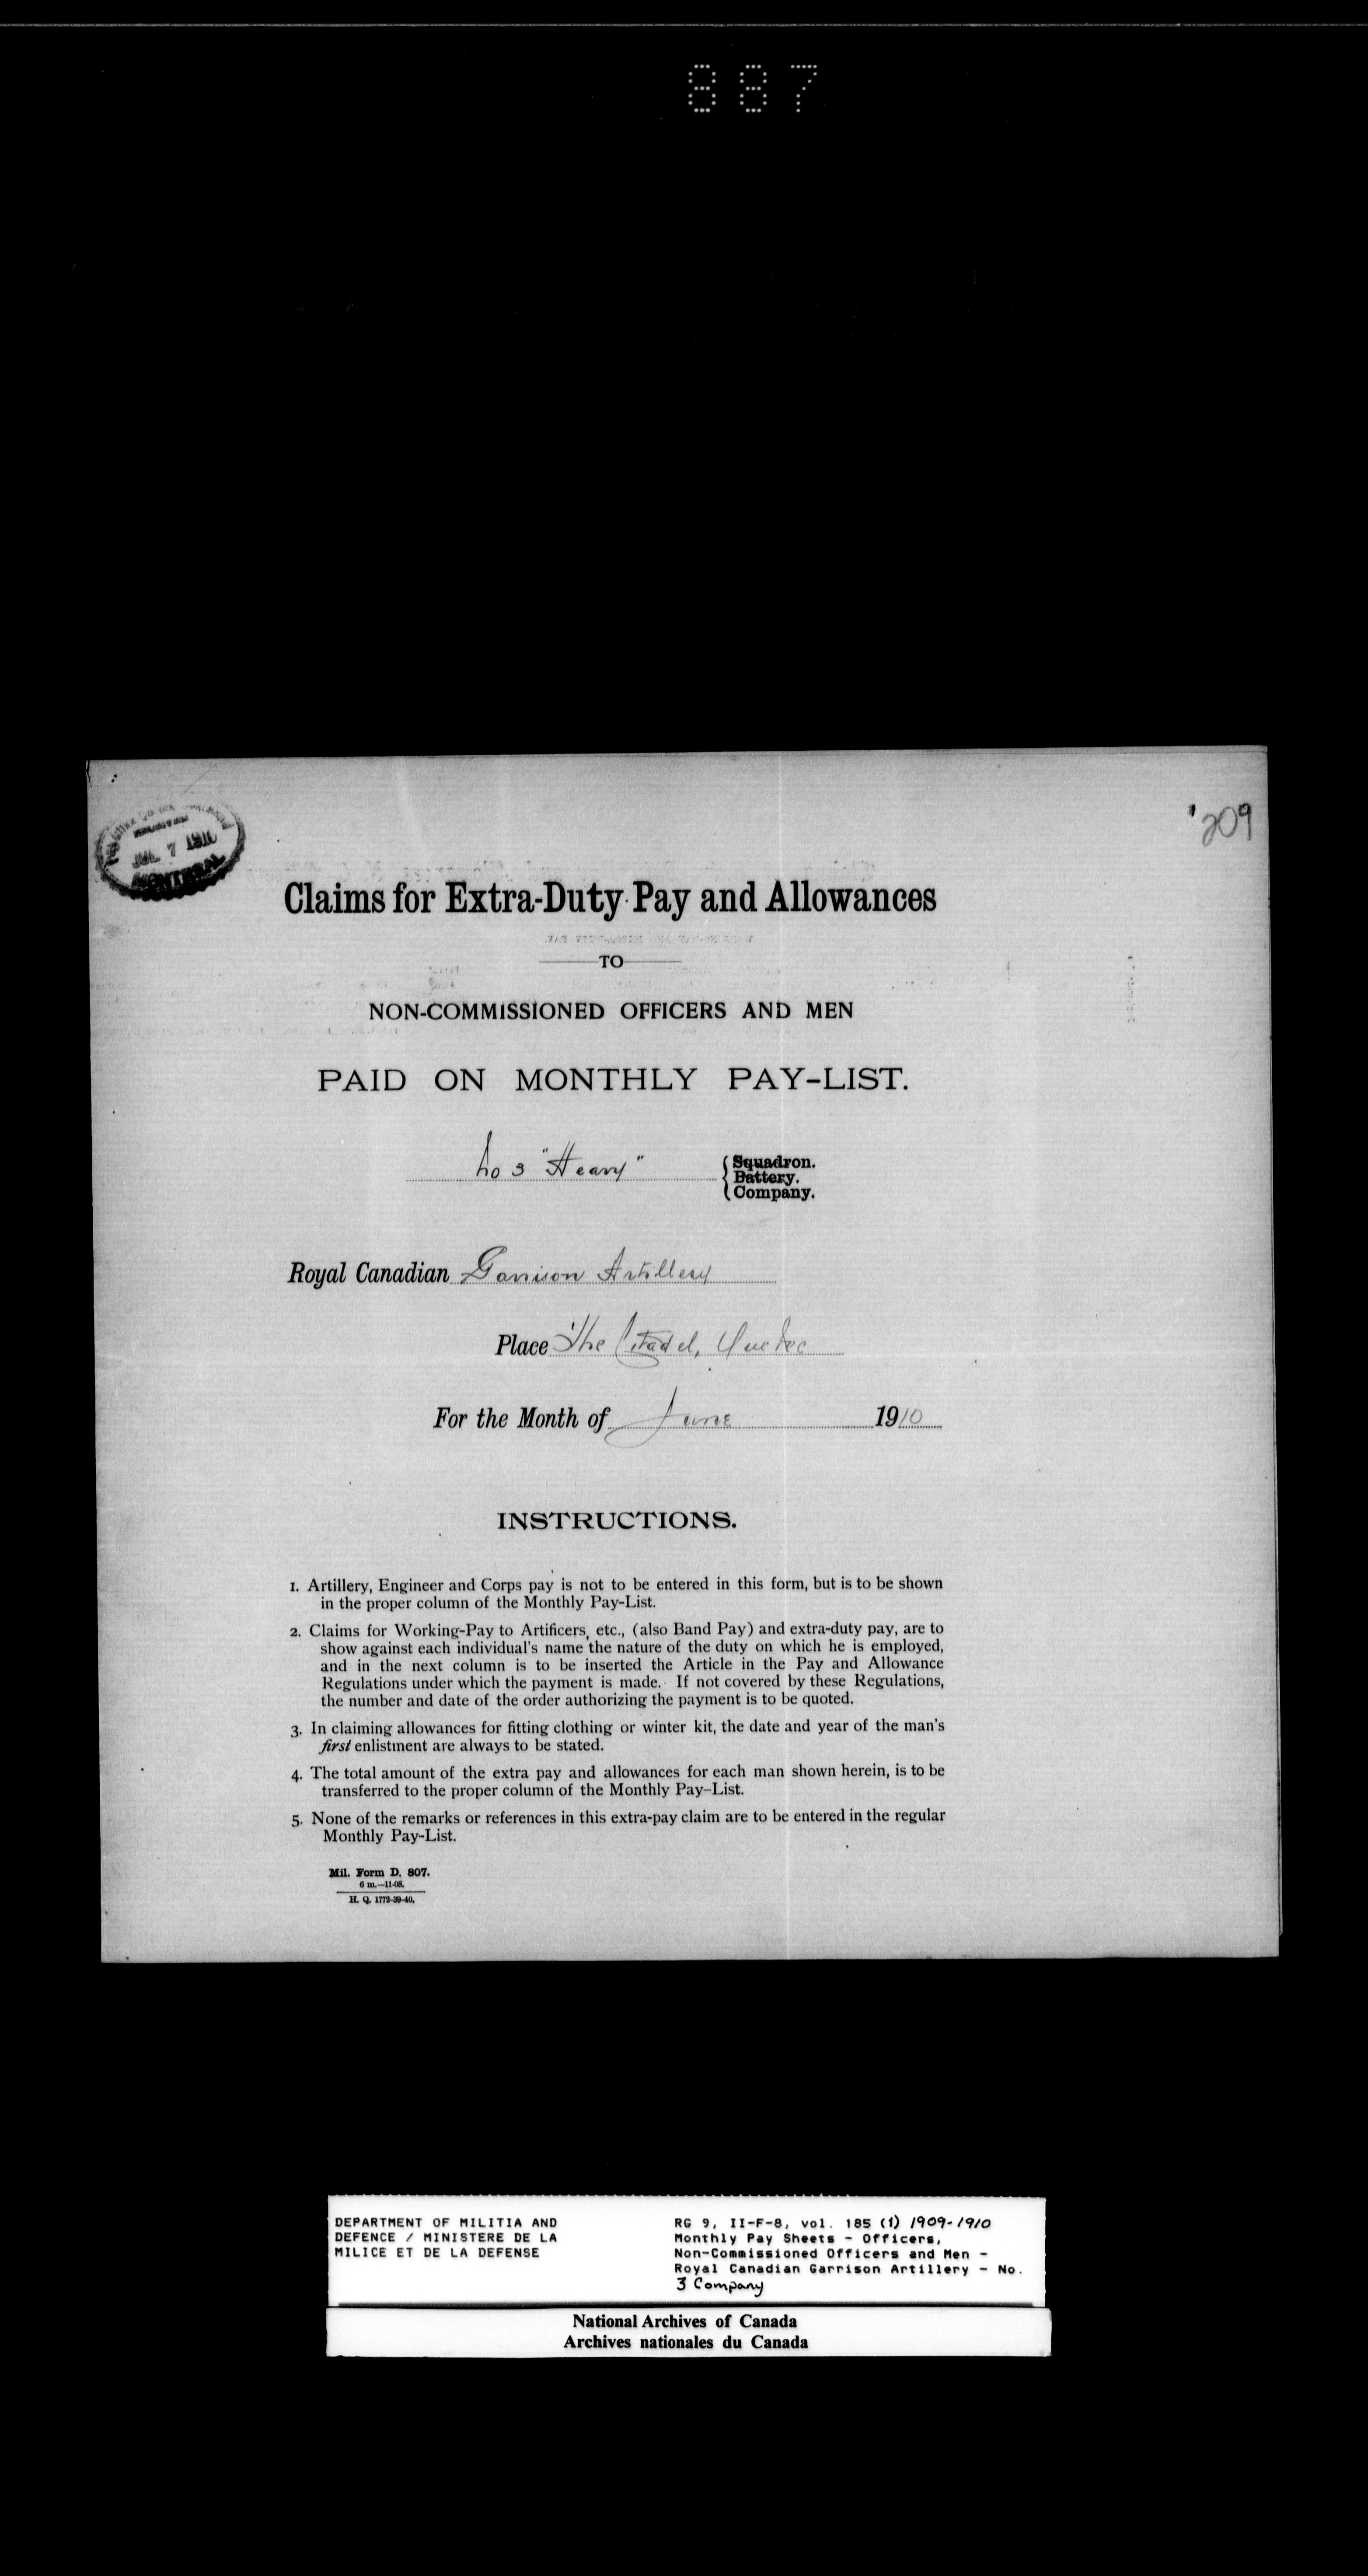 887
209
JUL 7 1910
MONTREAL
Claims for Extra-Duty Pay and Allowances
TO
NON-COMMISSIONED OFFICERS AND MEN
PAID ON MONTHLY PAY-LIST.
No 3 "Heavy" { Squadron.
Battery.
Company.
Royal Canadian Garrison Artillery
Place The Citadel, Quebec
For the Month of June 1910
INSTRUCTIONS.
1. Artillery, Engineer and Corps pay is not to be entered in this form, but is to be shown
in the proper column of the Monthly Pay-List.
2. Claims for Working-Pay to Artificers, etc., (also Band Pay) and extra-duty pay, are to
show against each individual's name the nature of the duty on which he is employed,
and in the next column is to be inserted the Article in the Pay and Allowance
Regulations under which the payment is made. If not covered by these Regulations,
the number and date of the order authorizing the payment is to be quoted.
3. In claiming allowances for fitting clothing or winter kit, the date and year of the man's
first enlistment are always to be stated.
4. The total amount of the extra pay and allowances for each man shown herein, is to be
transferred to the proper column of the Monthly Pay-List.
5. None of the remarks or references in this extra-pay claim are to be entered in the regular
Monthly Pay-List.
Mil. Form D. 807.
6 m.—11-08.
H. Q. 1772-39-40.
DEPARTMENT OF MILITIA AND
DEFENCE / MINISTERE DE LA
MILICE ET DE LA DEFENSE
RG 9, II-F-8, vol. 185 (1) 1909-1910
Monthly Pay Sheets - Officers,
Non-Commissioned Officers and Men -
Royal Canadian Garrison Artillery - No.
3 Company
National Archives of Canada
Archives nationales du Canada